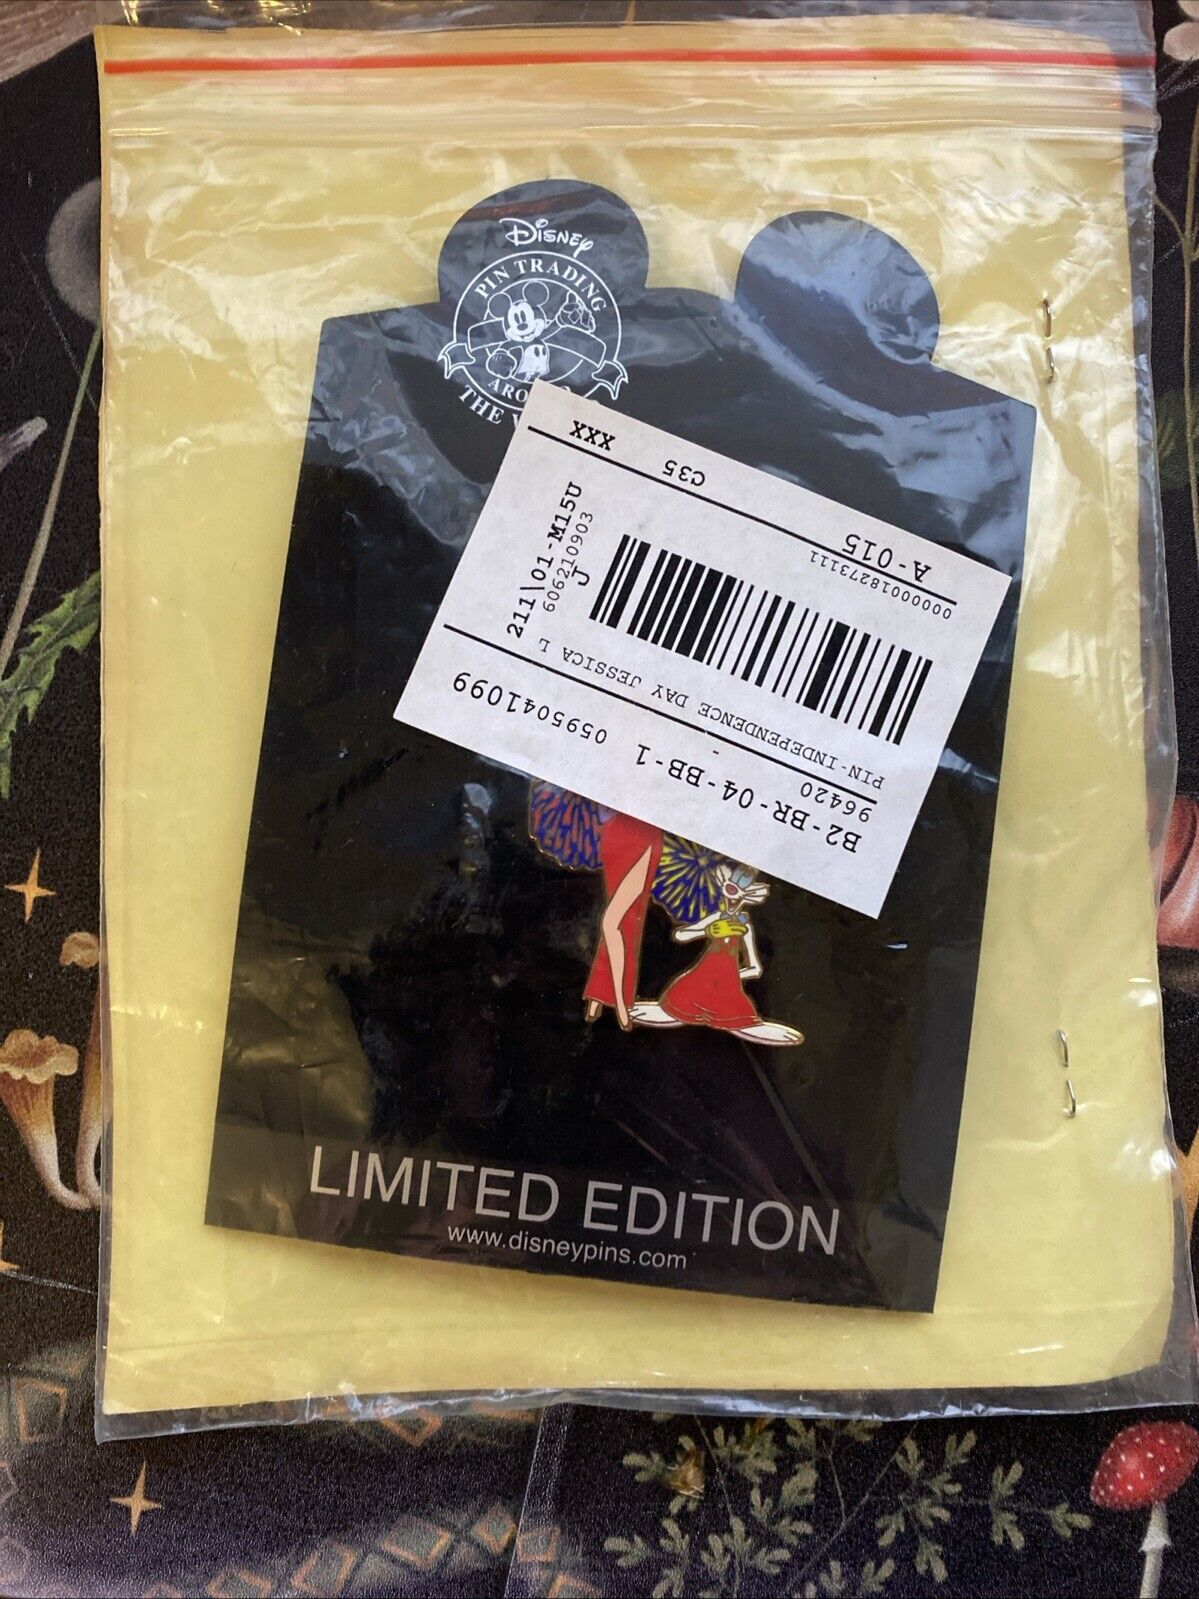 Disney
PIN TRADING
THE
XXX
C35
A-015
000000018273111
211\01-M15U
606210903
J
PIN-INDEPENDENCE DAY JESSICA L
96420
B2-BR-04-BB-1
0595041099
LIMITED EDITION
www.disneypins.com